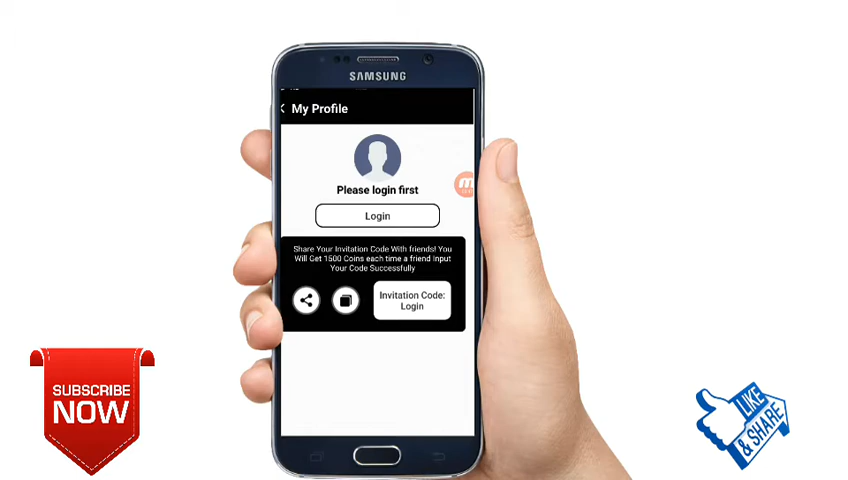 SAMSUNG
My Profile
Please login first
Login
Share Your Invitation Code With friends! You
Will Get 1500 Coins each time a friend Input
Your Code Successfully
Invitation Code:
Login
SUBSCRIBE
NOW
LIKE
& SHARE